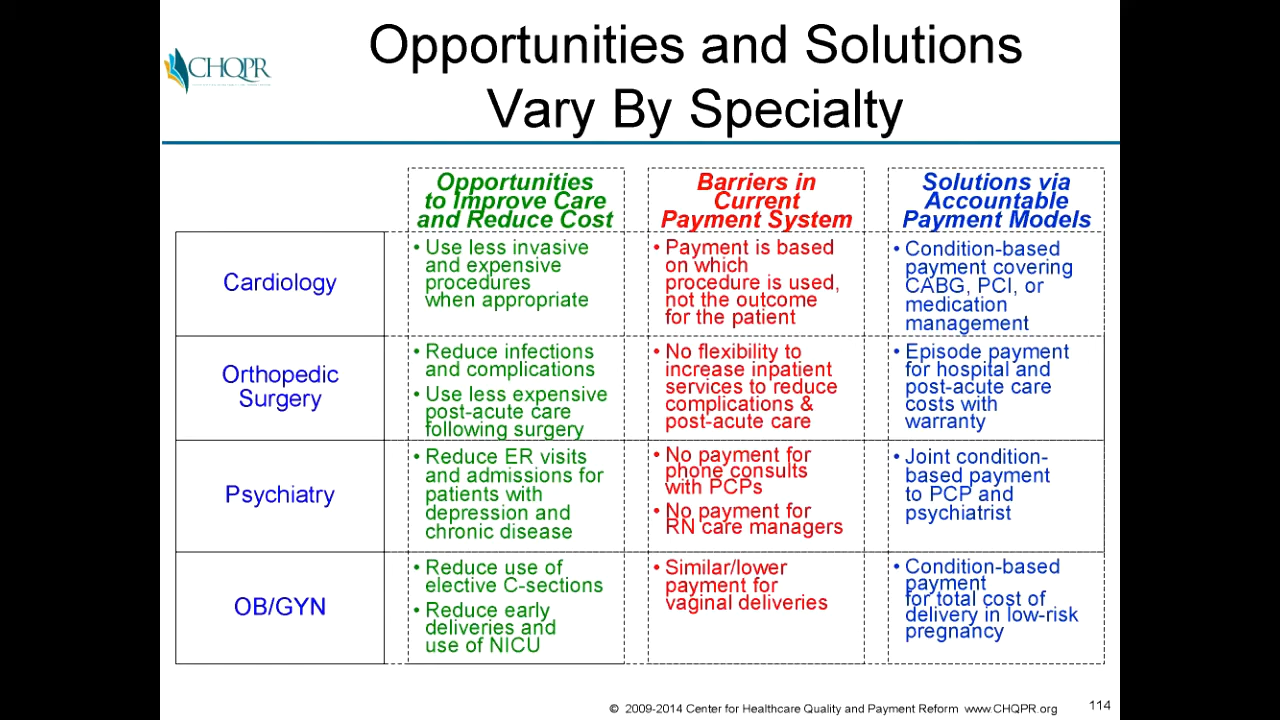 Opportunities and Solutions
Vary By Specialty
CHQPR
Opportunities
to Improve Care
and Reduce Cost
Barriers in
Current
Payment System
Solutions via
Accountable
Payment Models
Cardiology
• Use less invasive
and expensive
procedures
when appropriate
• Payment is based
on which
procedure is used,
not the outcome
for the patient
• Condition-based
payment covering
CABG, PCI, or
medication
management
Orthopedic
Surgery
• Reduce infections
and complications
• Use less expensive
post-acute care
following surgery
• No flexibility to
increase inpatient
services to reduce
complications &
post-acute care
• Episode payment
for hospital and
post-acute care
costs with
warranty
Psychiatry
• Reduce ER visits
and admissions for
patients with
depression and
chronic disease
• No payment for
phone consults
with PCPs
• No payment for
RN care managers
• Joint condition-
based payment
to PCP and
psychiatrist
OB/GYN
• Reduce use of
elective C-sections
• Reduce early
deliveries and
use of NICU
• Similar/lower
payment for
vaginal deliveries
• Condition-based
payment
for total cost of
delivery in low-risk
pregnancy
© 2009-2014 Center for Healthcare Quality and Payment Reform www.CHQPR.org
114